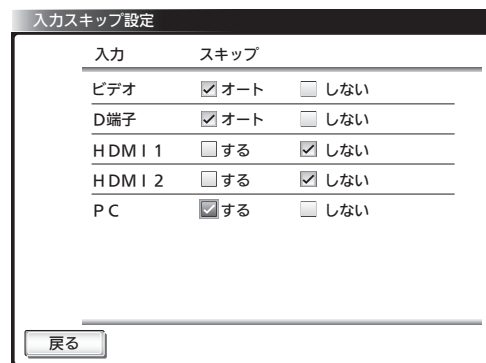 入力スキップ設定
入力 スキップ
ビデオ オート しない
D端子 オート しない
HDMI1 する しない
HDMI2 する しない
PC する しない
戻る